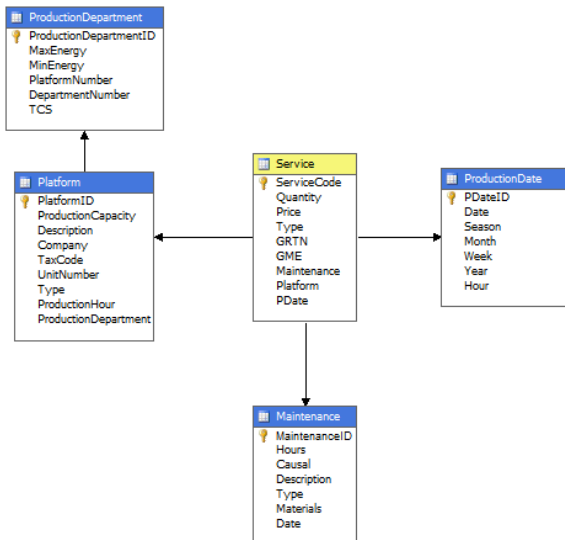 ProductionDepartment
ProductionDepartmentID
MaxEnergy
MinEnergy
PlatformNumber
DepartmentNumber
TCS
Platform
PlatformID
ProductionCapacity
Description
Company
TaxCode
UnitNumber
Type
ProductionHour
ProductionDepartment
Service
ServiceCode
Quantity
Price
Type
GRTN
GME
Maintenance
Platform
PDate
ProductionDate
PDateID
Date
Season
Month
Week
Year
Hour
Maintenance
MaintenanceID
Hours
Causal
Description
Type
Materials
Date